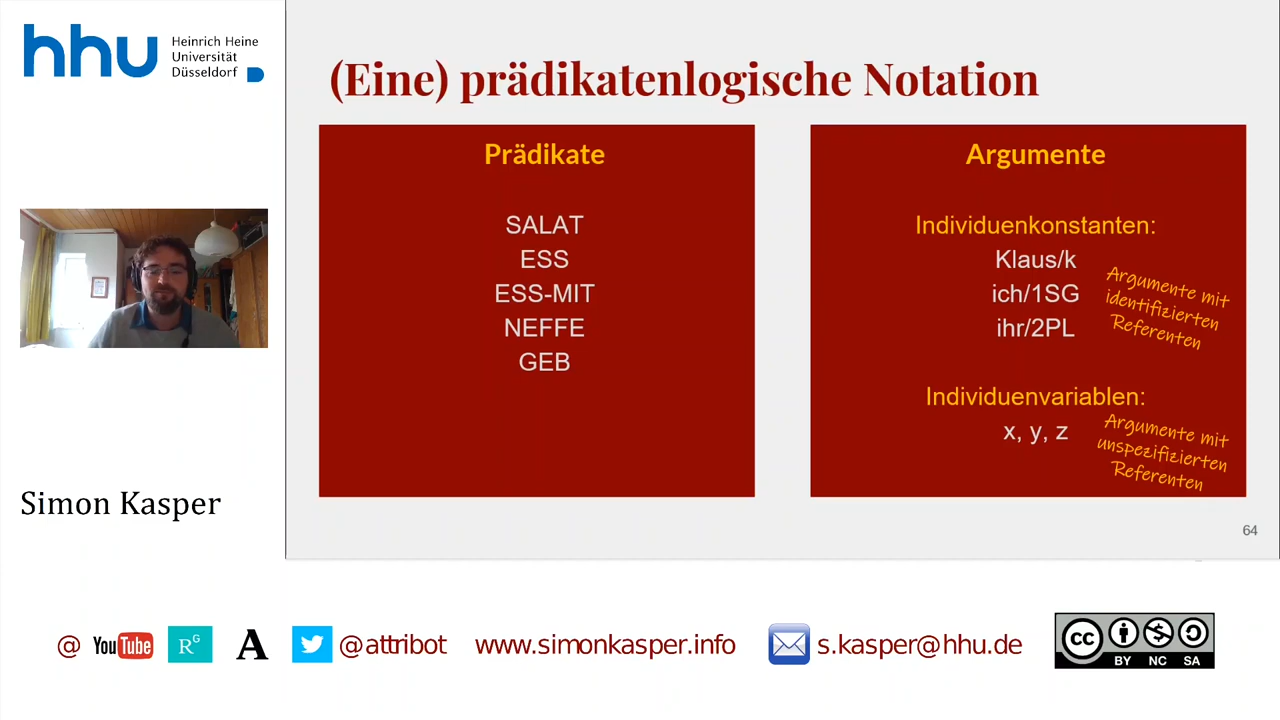 hhu Heinrich Heine
Universität
Düsseldorf
(Eine) prädikatenlogische Notation
Prädikate
SALAT
ESS
ESS-MIT
NEFFE
GEB
Argumente
Individuenkonstanten:
Klaus/k
ich/1SG
ihr/2PL
Argumente mit
identifizierten
Referenten
Individuenvariablen:
x, y, z
Argumente mit
unspezifizierten
Referenten
64
Simon Kasper
@ YouTube RG A @attribot www.simonkasper.info s.kasper@hhu.de
cc BY NC SA